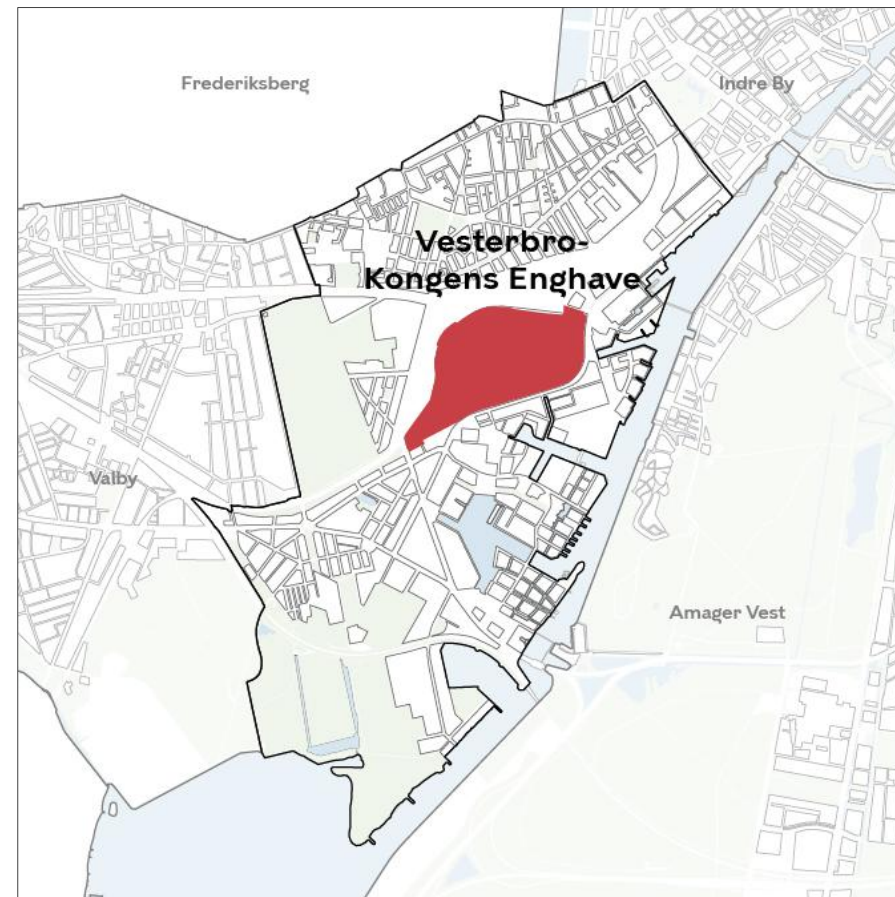 Frederiksberg
Indre By
Vesterbro-
Kongens Enghave
Valby
Amager Vest